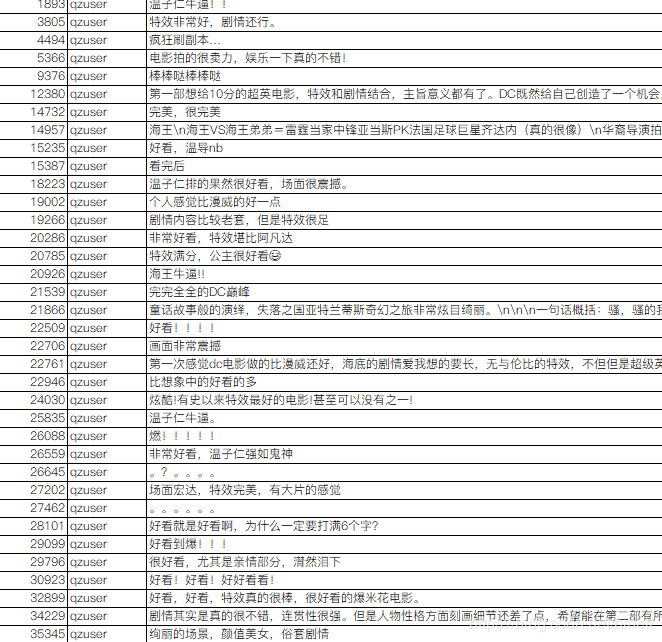 1893 qzuser 温子仁牛逼！！
3805 qzuser 特效非常好，剧情还行。
4494 qzuser 疯狂刷副本…
5366 qzuser 电影拍的很卖力，娱乐一下真的不错！
9376 qzuser 棒棒哒棒棒哒
12380 qzuser 第一部想给10分的超英电影，特效和剧情结合，主旨意义都有了。DC既然给自己创造了一个机会
14732 qzuser 完美，很完美
14957 qzuser 海王\n海王VS海王弟弟＝雷霆当家中锋亚当斯PK法国足球巨星齐达内（真的很像）\n华裔导演拍
15235 qzuser 好看，温导nb
15387 qzuser 看完后
18223 qzuser 温子仁排的果然很好看，场面很震撼。
19002 qzuser 个人感觉比漫威的好一点
19266 qzuser 剧情内容比较老套，但是特效很足
20286 qzuser 非常好看，特效堪比阿凡达
20785 qzuser 特效满分，公主很好看😅
20926 qzuser 海王牛逼!!
21539 qzuser 完完全全的DC巅峰
21866 qzuser 童话故事般的演绎，失落之国亚特兰蒂斯奇幻之旅非常炫目绮丽。\n\n\n一句话概括：骚，骚的我
22509 qzuser 好看！！！！
22706 qzuser 画面非常震撼
22761 qzuser 第一次感觉dc电影做的比漫威还好，海底的剧情爱我想的要长，无与伦比的特效，不但但是超级英
22946 qzuser 比想象中的好看的多
24030 qzuser 炫酷!有史以来特效最好的电影!甚至可以没有之一!
25835 qzuser 温子仁牛逼。
26088 qzuser 燃！！！！！
26559 qzuser 非常好看，温子仁强如鬼神
26645 qzuser 。？。。。。
27202 qzuser 场面宏达，特效完美，有大片的感觉
27462 qzuser 。。。。。。
28101 qzuser 好看就是好看啊，为什么一定要打满6个字？
29099 qzuser 好看到爆！！！
29796 qzuser 很好看，尤其是亲情部分，潸然泪下
30923 qzuser 好看！好看！好好看看！
32899 qzuser 好看，好看，特效真的很棒，很好看的爆米花电影。
34229 qzuser 剧情其实是真的很不错，连贯性很强。但是人物性格方面刻画细节还差了点，希望能在第二部有所
35345 qzuser 绚丽的场景，颜值美女，俗套剧情